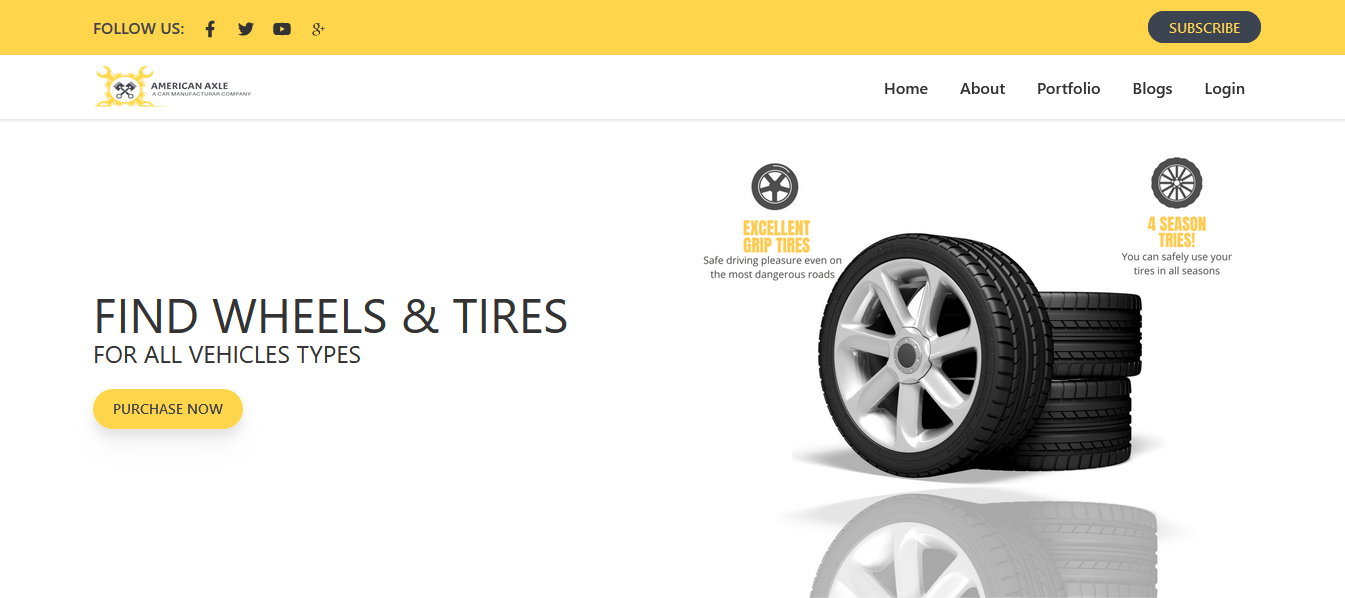 FOLLOW US:
SUBSCRIBE
AMERICAN AXLE
A CAR MANUFACTURAR COMPANY
Home About Portfolio Blogs Login
EXCELLENT
GRIP TIRES
Safe driving pleasure even on
the most dangerous roads
4 SEASON
TRIES!
You can safely use your
tires in all seasons
FIND WHEELS & TIRES
FOR ALL VEHICLES TYPES
PURCHASE NOW